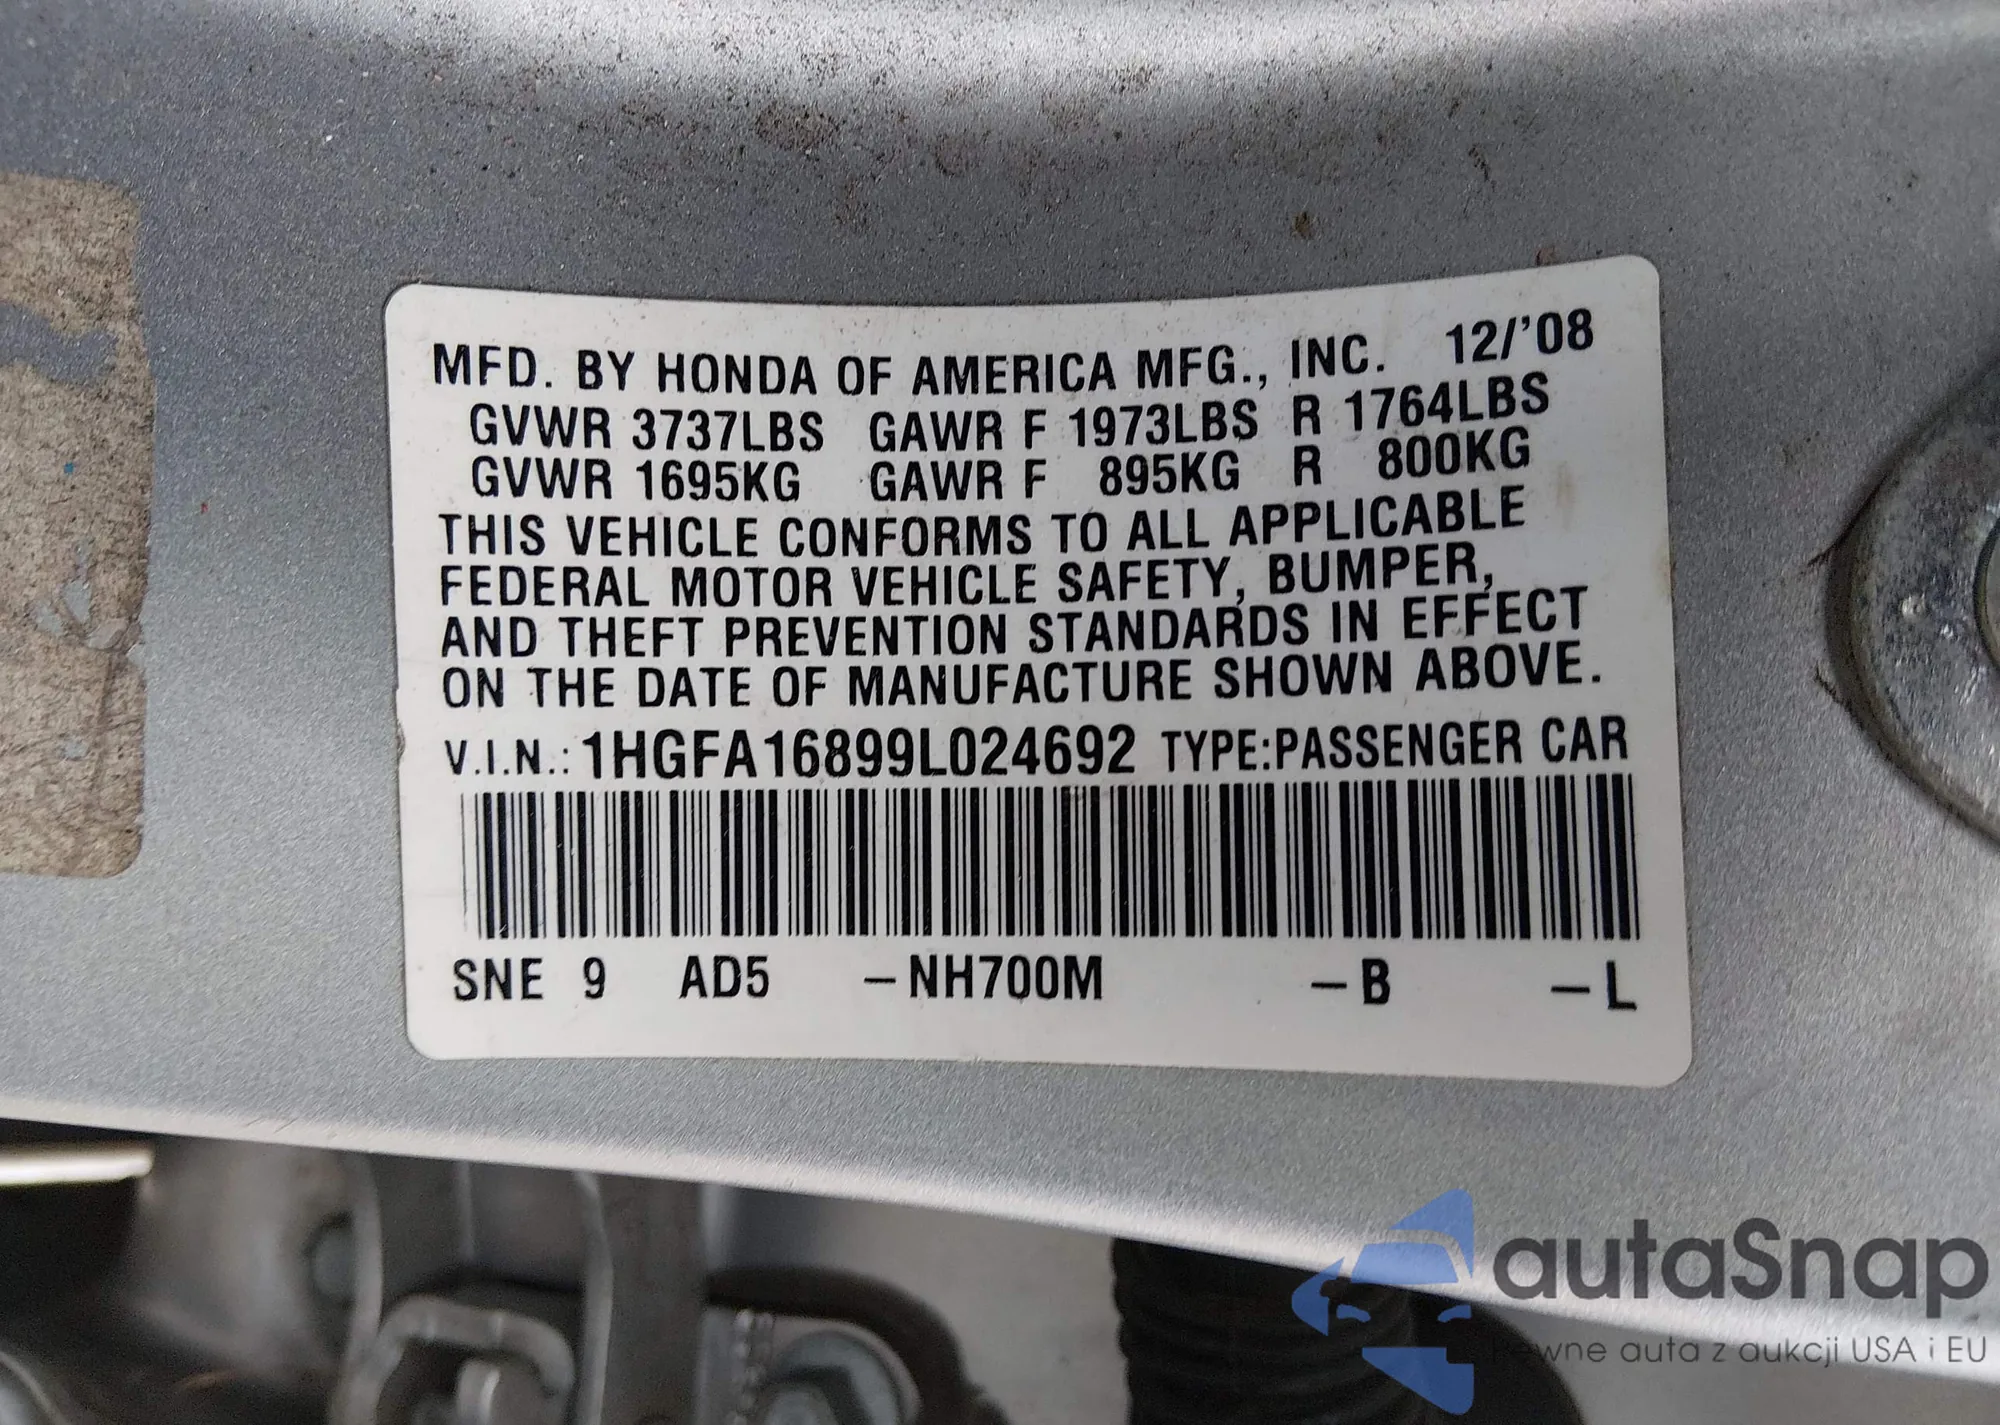 MFD. BY HONDA OF AMERICA MFG., INC. 12/'08
GVWR 3737LBS GAWR F 1973LBS R 1764LBS
GVWR 1695KG GAWR F 895KG R 800KG
THIS VEHICLE CONFORMS TO ALL APPLICABLE
FEDERAL MOTOR VEHICLE SAFETY, BUMPER,
AND THEFT PREVENTION STANDARDS IN EFFECT
ON THE DATE OF MANUFACTURE SHOWN ABOVE.
V.I.N.: 1HGFA16899L024692 TYPE:PASSENGER CAR
SNE 9 AD5 -NH700M -B -L
autaSnap
Pewne auta z aukcji USA i EU